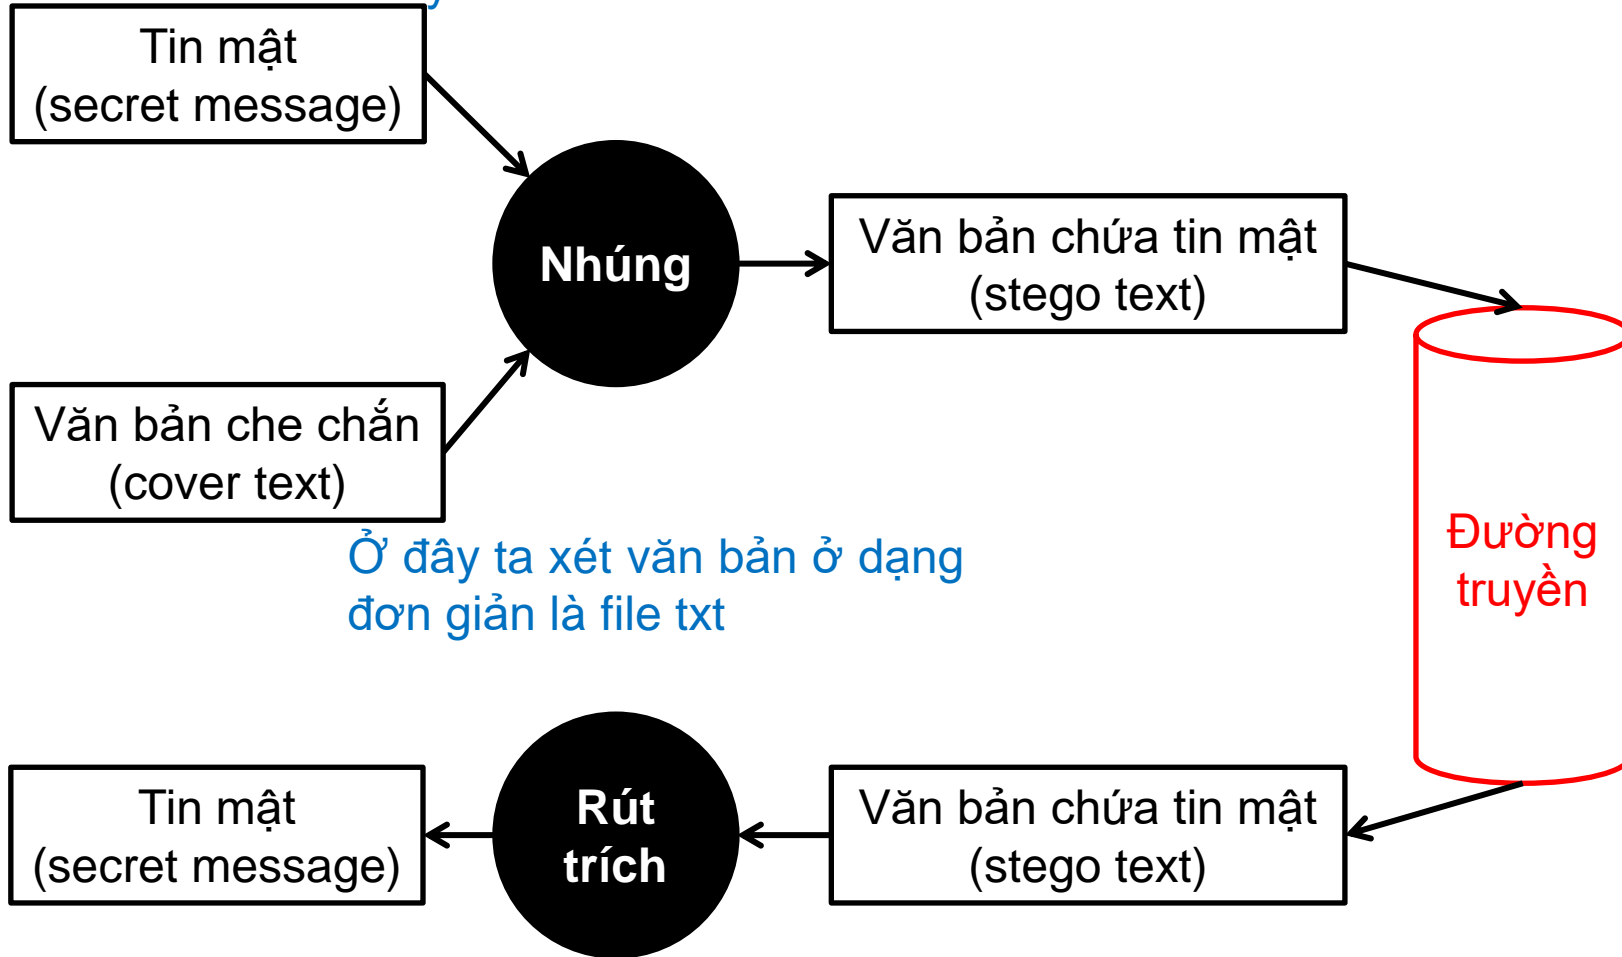 Tin mật
(secret message)
Nhúng
Văn bản chứa tin mật
(stego text)
Văn bản che chắn
(cover text)
Ở đây ta xét văn bản ở dạng
đơn giản là file txt
Đường
truyền
Tin mật
(secret message)
Rút
trích
Văn bản chứa tin mật
(stego text)